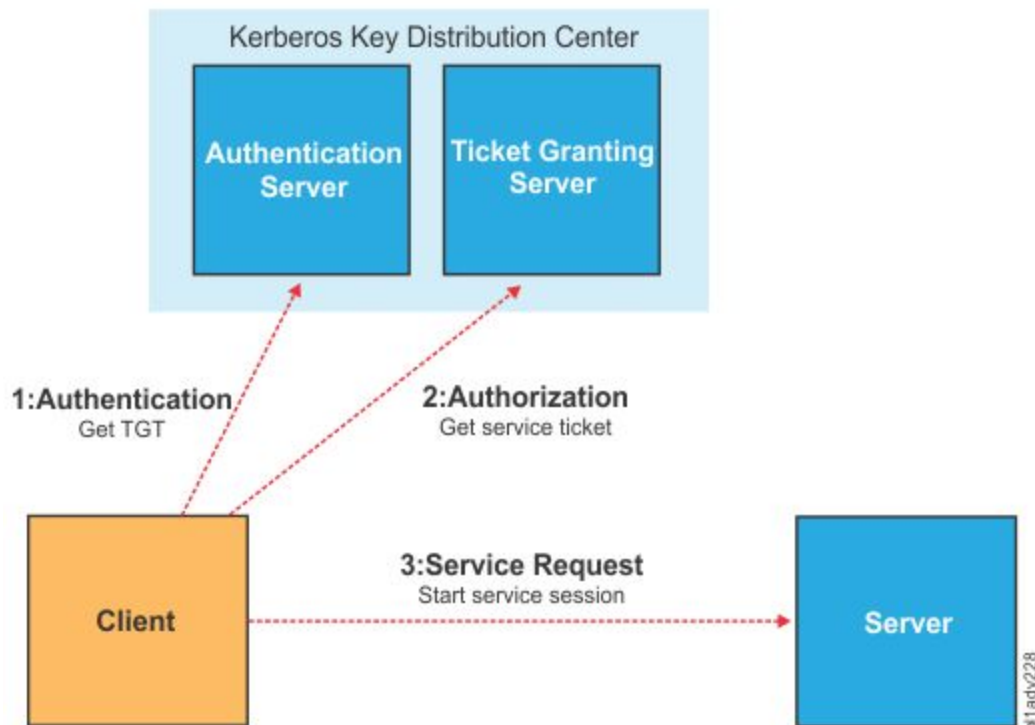 Kerberos Key Distribution Center
Authentication
Server
Ticket Granting
Server
1:Authentication
Get TGT
2:Authorization
Get service ticket
3:Service Request
Start service session
Client
Server